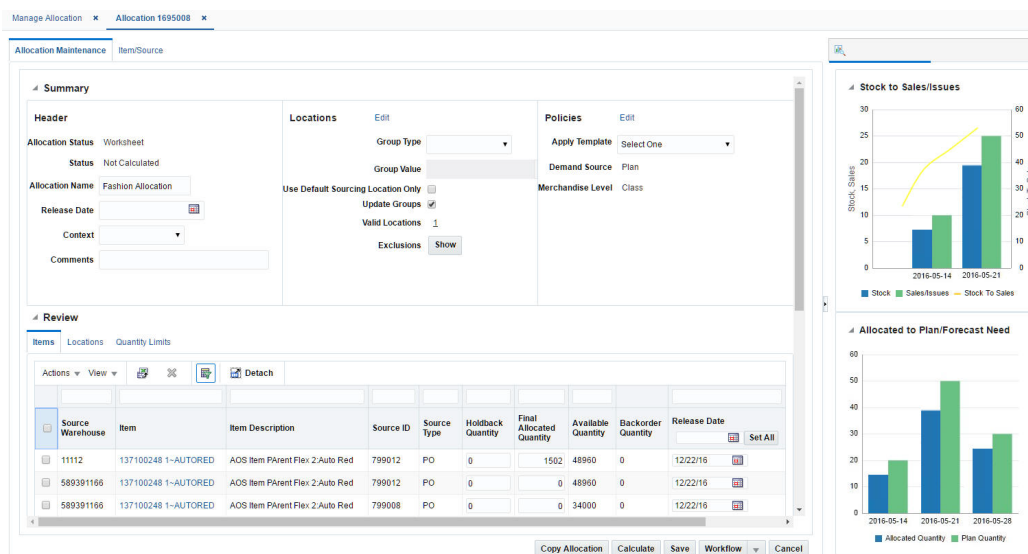 Manage Allocation × Allocation 1695008 ×
Allocation Maintenance Item/Source
Summary
Header Locations Edit Policies Edit
Allocation Status Worksheet Group Type Apply Template Select One
Status Not Calculated Group Value Demand Source Plan
Allocation Name Fashion Allocation Use Default Sourcing Location Only Merchandise Level Class
Release Date Update Groups
Context Valid Locations 1
Comments Exclusions Show
Review
Items Locations Quantity Limits
Actions View Detach
Source Warehouse Item Item Description Source ID Source Type Holdback Quantity Final Allocated Quantity Available Quantity Backorder Quantity Release Date Set All
11112 137100248 1~AUTORED AOS Item PArent Flex 2:Auto Red 799012 PO 0 1502 48960 0 12/22/16
589391166 137100248 1~AUTORED AOS Item PArent Flex 2:Auto Red 799012 PO 0 0 48960 0 12/22/16
589391166 137100248 1~AUTORED AOS Item PArent Flex 2:Auto Red 799008 PO 0 0 34000 0 12/22/16
Copy Allocation Calculate Save Workflow Cancel
Stock to Sales/Issues
30 60
25 50
20 40
15 30
10 20
5 10
0 0
Stock, Sales
2016-05-14 2016-05-21
Stock Sales/Issues Stock To Sales
Allocated to Plan/Forecast Need
60
50
40
30
20
10
0
2016-05-14 2016-05-21 2016-05-28
Allocated Quantity Plan Quantity